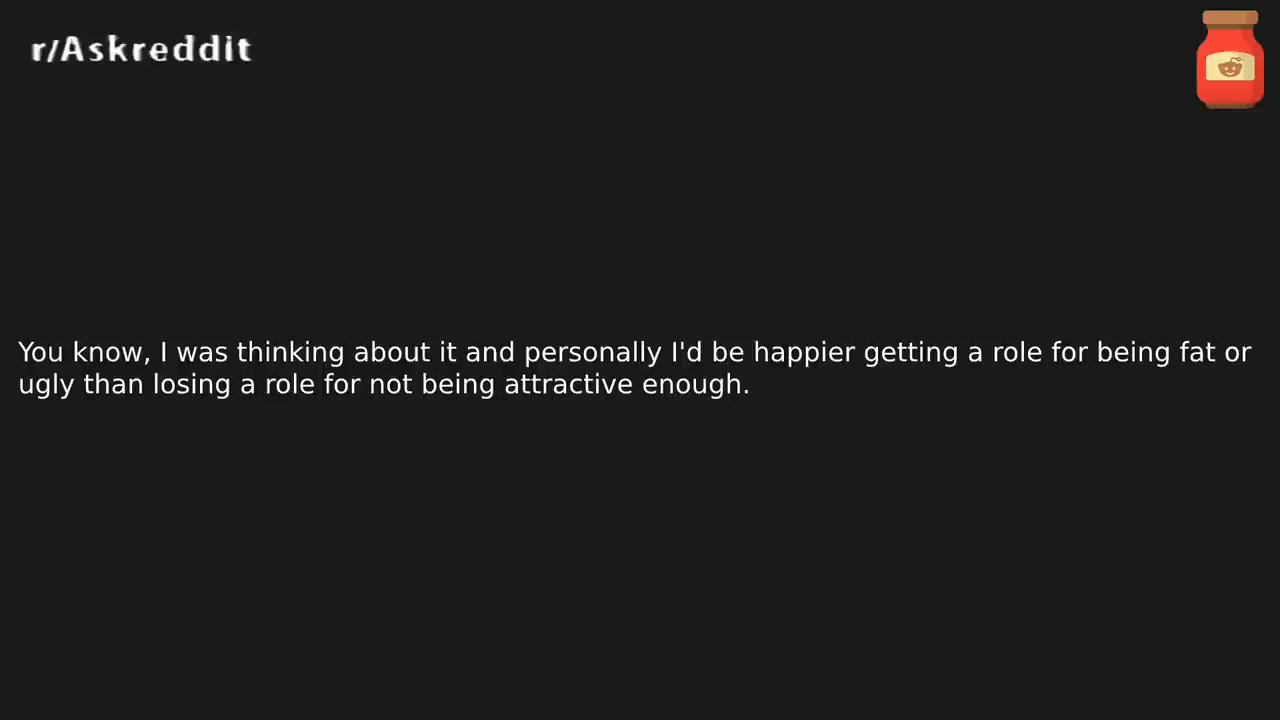 r/Askreddit
You know, I was thinking about it and personally I'd be happier getting a role for being fat or
ugly than losing a role for not being attractive enough.